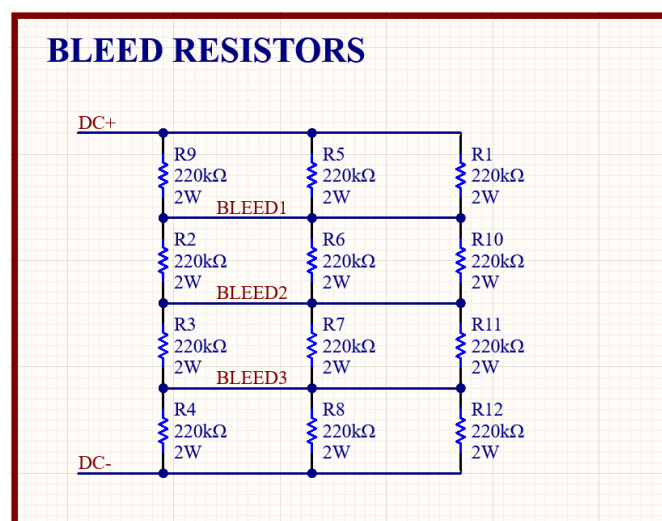 BLEED RESISTORS
DC+
R9
220kΩ
2W
R5
220kΩ
2W
R1
220kΩ
2W
BLEED1
R2
220kΩ
2W
R6
220kΩ
2W
R10
220kΩ
2W
BLEED2
R3
220kΩ
2W
R7
220kΩ
2W
R11
220kΩ
2W
BLEED3
R4
220kΩ
2W
R8
220kΩ
2W
R12
220kΩ
2W
DC-